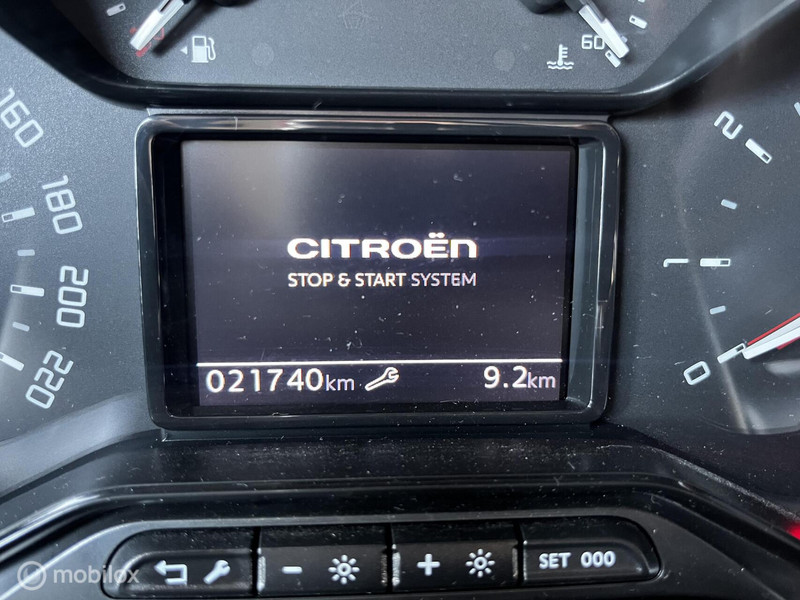 60
160
180
200
220
2
1
0
CITROËN
STOP & START SYSTEM
021740km 9.2km
- + SET 000
mobilox